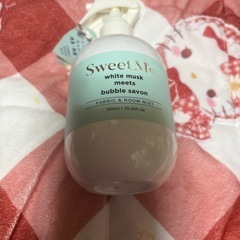 SweetMe
white musk
meets
bubble savon
FABRIC & ROOM MIST